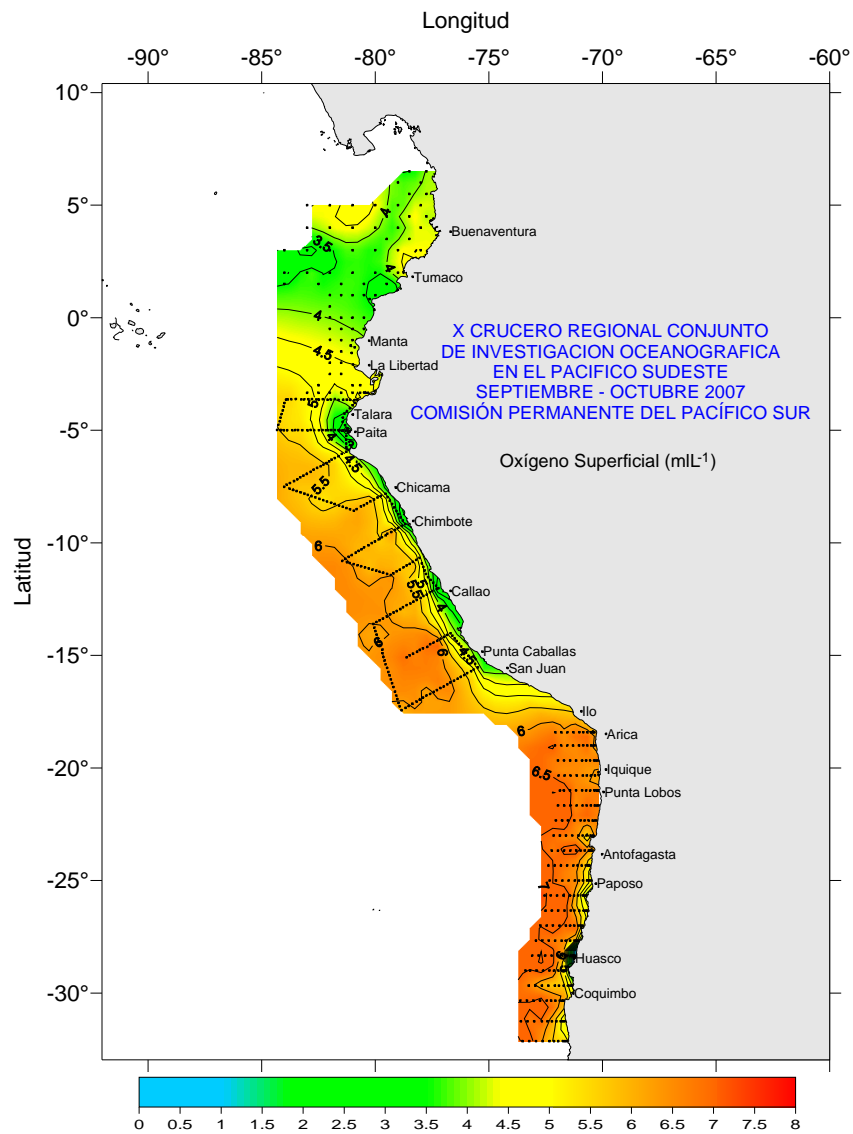 Longitud
-90° -85° -80° -75° -70° -65° -60°
10°
5°
0°
-5°
-10°
-15°
-20°
-25°
-30°
Latitud
4
3.5
4
Buenaventura
Tumaco
4
4.5
Manta
La Libertad
X CRUCERO REGIONAL CONJUNTO
DE INVESTIGACION OCEANOGRAFICA
EN EL PACIFICO SUDESTE
SEPTIEMBRE - OCTUBRE 2007
COMISIÓN PERMANENTE DEL PACÍFICO SUR
5
Talara
4
Paita
4.5
Oxígeno Superficial (mlL-1)
5.5
Chicama
Chimbote
6
5
5.5
Callao
4
6
6
4.5
Punta Caballas
San Juan
Ilo
6
Arica
6.5
Iquique
Punta Lobos
Antofagasta
7
Paposo
Huasco
Coquimbo
0 0.5 1 1.5 2 2.5 3 3.5 4 4.5 5 5.5 6 6.5 7 7.5 8